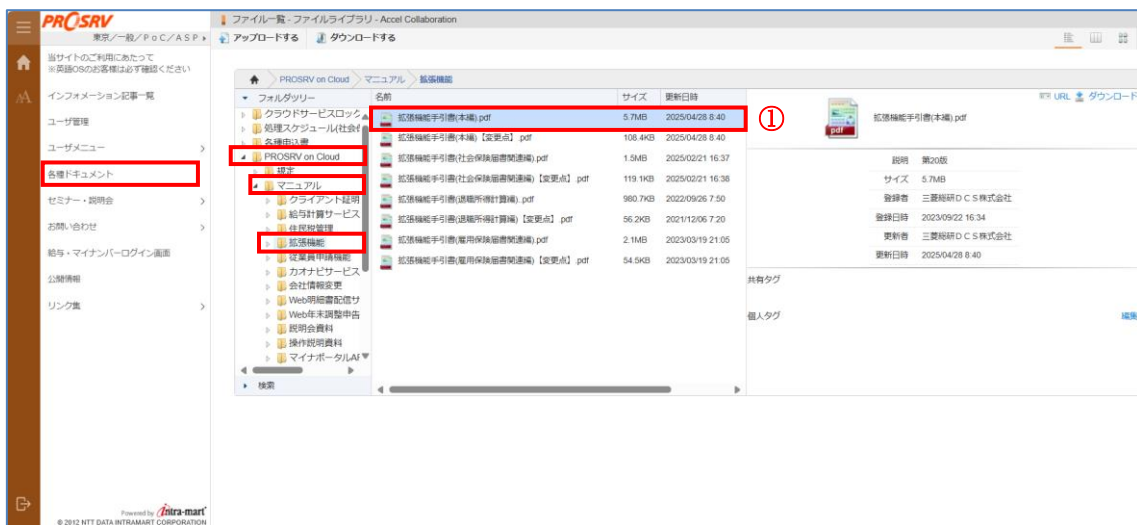 PROSRV
東京／一般／PoC／ASP
当サイトのご利用にあたって
※英語OSのお客様は必ず確認ください
インフォメーション記事一覧
ユーザ管理
ユーザメニュー
各種ドキュメント
セミナー・説明会
お問い合わせ
給与・マイナンバーログイン画面
公開情報
リンク集
Powered by intra-mart
© 2012 NTT DATA INTRAMART CORPORATION
ファイル一覧 - ファイルライブラリ - Accel Collaboration
アップロードする ダウンロードする
PROSRV on Cloud マニュアル 拡張機能
フォルダツリー
クラウドサービスロック
処理スケジュール(社会
各種申込書
PROSRV on Cloud
規定
マニュアル
クライアント証明
給与計算サービス
住民税管理
拡張機能
従業員申請機能
カオナビサービス
会社情報変更
Web明細書配信サ
Web年末調整申告
説明会資料
操作説明資料
マイナポータルAF
検索
名前 サイズ 更新日時
拡張機能手引書(本編).pdf 5.7MB 2025/04/28 8:40
拡張機能手引書(本編)【変更点】.pdf 108.4KB 2025/04/28 8:40
拡張機能手引書(社会保険届書関連編).pdf 1.5MB 2025/02/21 16:37
拡張機能手引書(社会保険届書関連編)【変更点】.pdf 119.1KB 2025/02/21 16:38
拡張機能手引書(退職所得計算編).pdf 980.7KB 2022/09/26 7:50
拡張機能手引書(退職所得計算編)【変更点】.pdf 56.2KB 2021/12/06 7:20
拡張機能手引書(雇用保険届書関連編).pdf 2.1MB 2023/03/19 21:05
拡張機能手引書(雇用保険届書関連編)【変更点】.pdf 54.5KB 2023/03/19 21:05
①
URL ダウンロード
pdf
拡張機能手引書(本編).pdf
説明 第20版
サイズ 5.7MB
登録者 三菱総研DCS株式会社
登録日時 2023/09/22 16:34
更新者 三菱総研DCS株式会社
更新日時 2025/04/28 8:40
共有タグ
個人タグ
編集